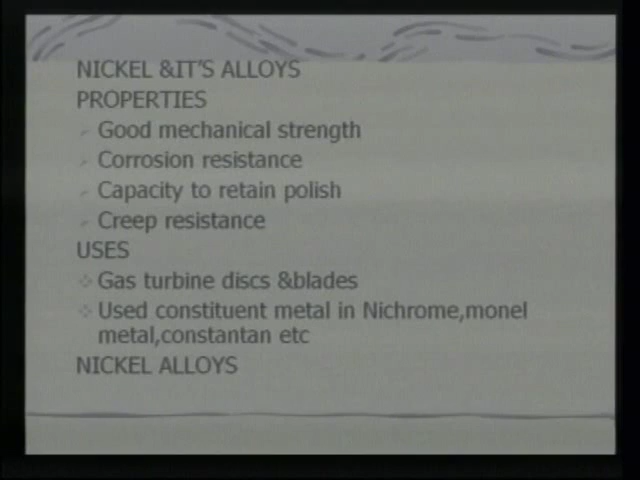 NICKEL &IT'S ALLOYS
PROPERTIES
Good mechanical strength
Corrosion resistance
Capacity to retain polish
Creep resistance
USES
Gas turbine discs &blades
Used constituent metal in Nichrome,monel
metal,constantan etc
NICKEL ALLOYS